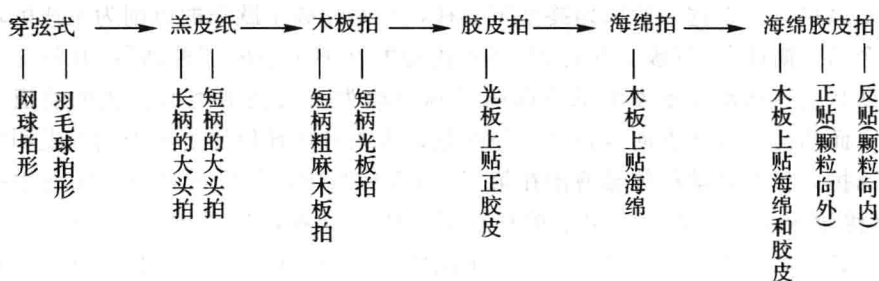 穿弦式 → 羔皮纸 → 木板拍 → 胶皮拍 → 海绵拍 → 海绵胶皮拍
网球拍形
羽毛球拍形
长柄的大头拍
短柄的大头拍
短柄粗麻木板拍
短柄光板拍
光板上贴正胶皮
木板上贴海绵
木板上贴海绵和胶皮
正贴(颗粒向外)
反贴(颗粒向内)